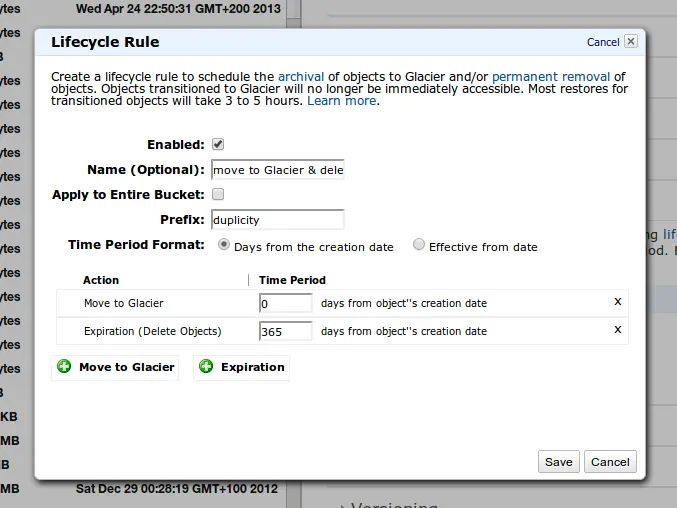 ytes Wed Apr 24 22:50:31 GMT+200 2013
ytes
Lifecycle Rule Cancel x
B
ytes
Create a lifecycle rule to schedule the archival of objects to Glacier and/or permanent removal of
objects. Objects transitioned to Glacier will no longer be immediately accessible. Most restores for
transitioned objects will take 3 to 5 hours. Learn more.
ytes
ytes
Enabled:
ytes
Name (Optional): move to Glacier & dele
ytes
Apply to Entire Bucket:
ytes
Prefix: duplicity
ytes
Time Period Format: Days from the creation date Effective from date
ng lif
ytes
od. E
ytes
Action Time Period
ytes
Move to Glacier 0 days from object''s creation date x
ytes
Expiration (Delete Objects) 365 days from object''s creation date x
ytes
ytes
Move to Glacier Expiration
B
KB
MB
B
Save Cancel
MB Sat Dec 29 00:28:19 GMT+100 2012
Versioning